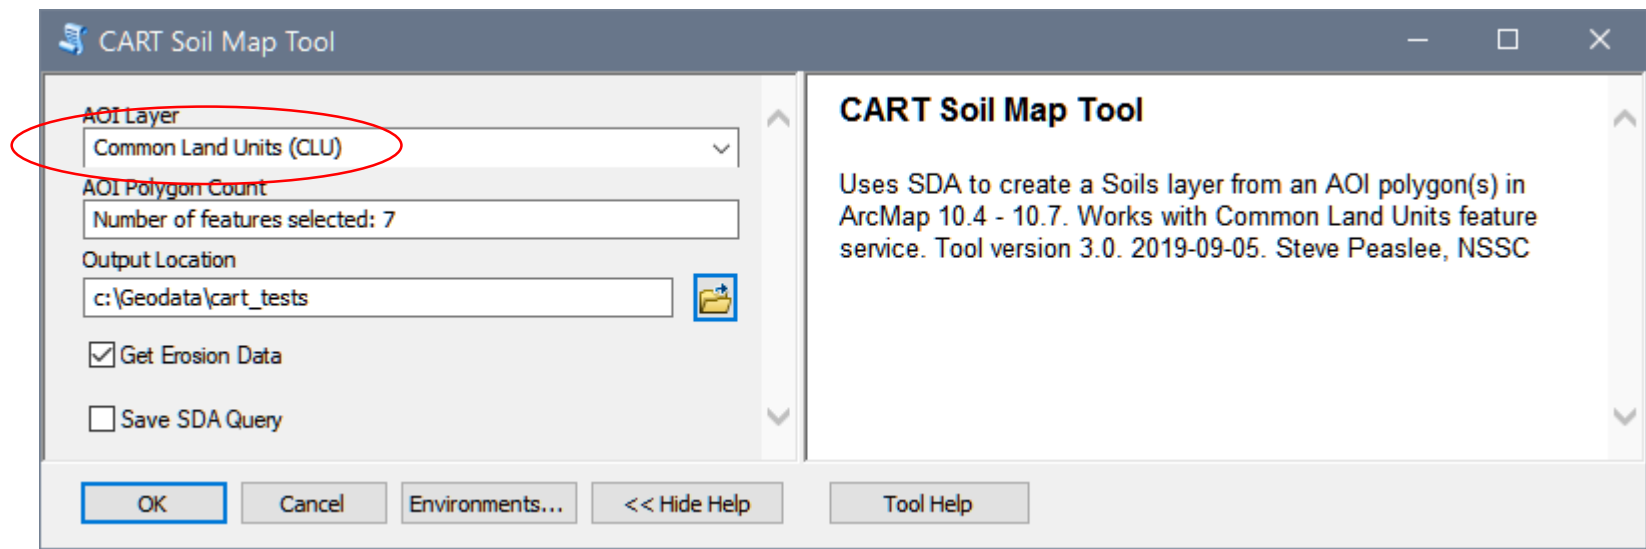 CART Soil Map Tool
AOI Layer
Common Land Units (CLU)
AOI Polygon Count
Number of features selected: 7
Output Location
c:\Geodata\cart_tests
Get Erosion Data
Save SDA Query
CART Soil Map Tool
Uses SDA to create a Soils layer from an AOI polygon(s) in
ArcMap 10.4 - 10.7. Works with Common Land Units feature
service. Tool version 3.0. 2019-09-05. Steve Peaslee, NSSC
OK
Cancel
Environments...
<< Hide Help
Tool Help